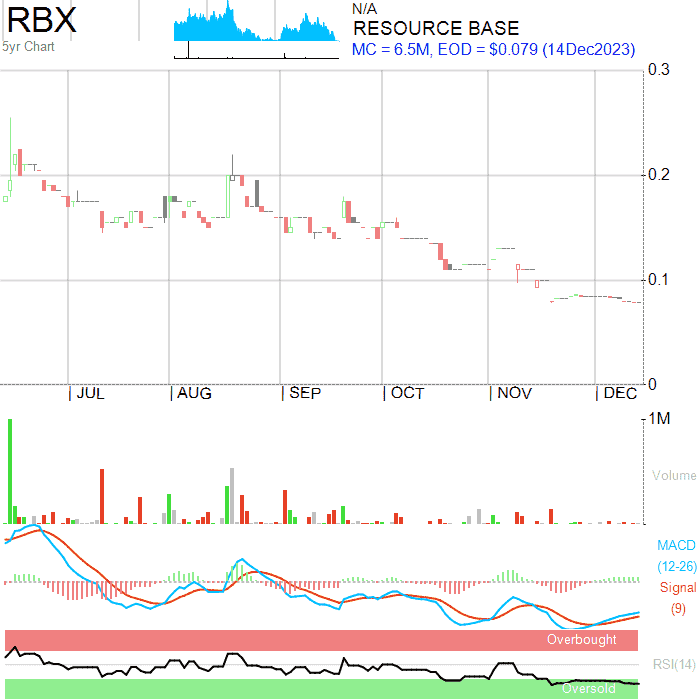 RBX
5yr Chart
N/A
RESOURCE BASE
MC = 6.5M, EOD = $0.079 (14Dec2023)
0.3
0.2
0.1
0
| JUL | AUG | SEP | OCT | NOV | DEC
1M
Volume
MACD
(12-26)
Signal
(9)
Overbought
RSI(14)
Oversold